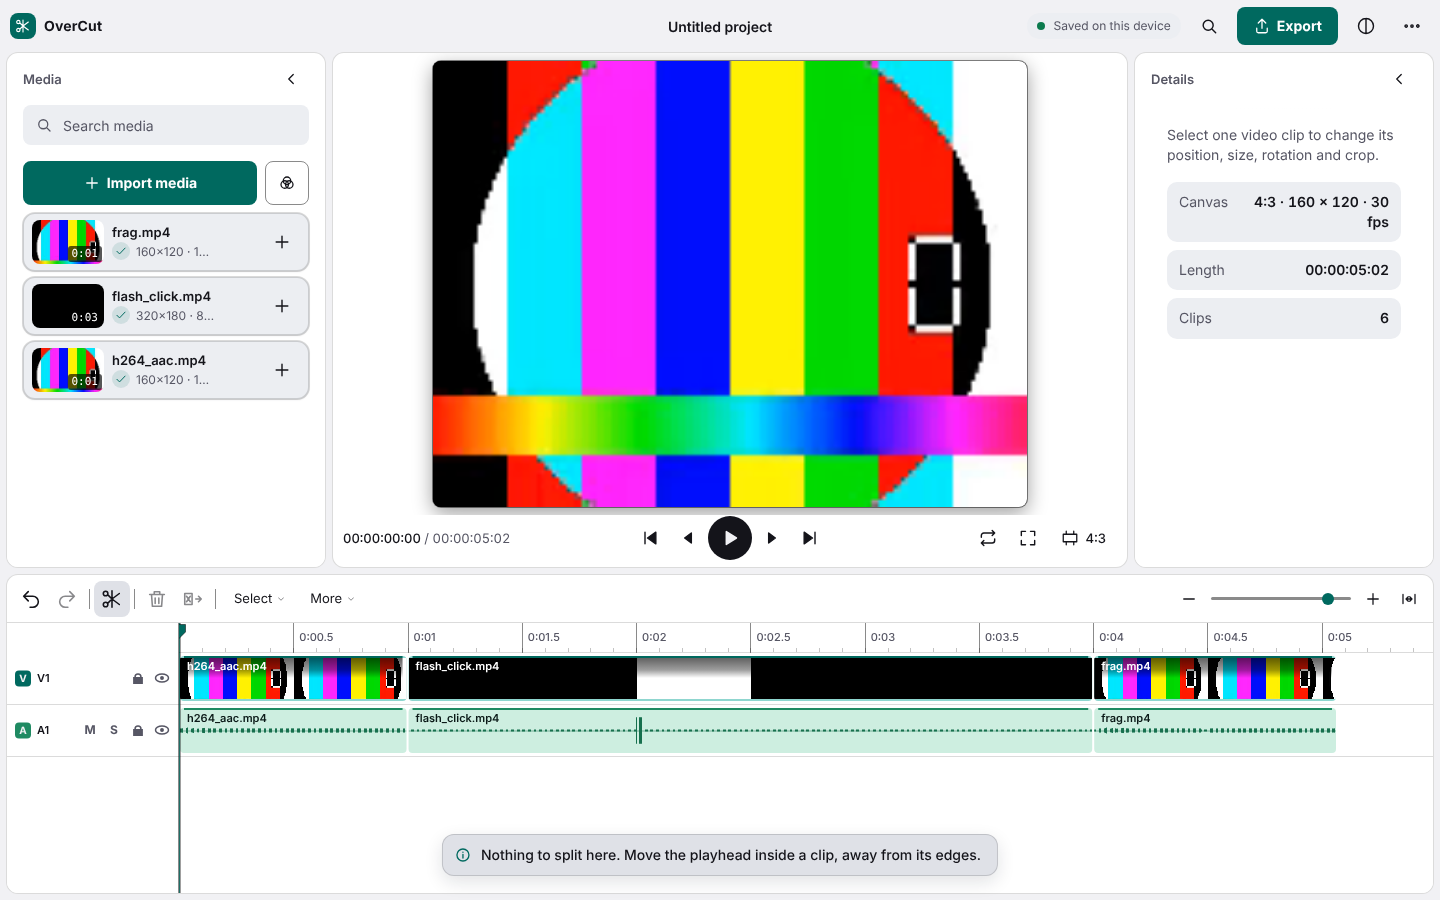 OverCut
Untitled project
Saved on this device
Export
Media
Search media
Import media
frag.mp4
0:01
160×120 · 1...
flash_click.mp4
0:03
320×180 · 8...
h264_aac.mp4
0:01
160×120 · 1...
00:00:00:00 / 00:00:05:02
4:3
Details
Select one video clip to change its
position, size, rotation and crop.
Canvas
4:3 · 160 × 120 · 30
fps
Length
00:00:05:02
Clips
6
Select
More
0:00.5
0:01
0:01.5
0:02
0:02.5
0:03
0:03.5
0:04
0:04.5
0:05
V
V1
h264_aac.mp4
flash_click.mp4
frag.mp4
A
A1
M
S
h264_aac.mp4
flash_click.mp4
frag.mp4
Nothing to split here. Move the playhead inside a clip, away from its edges.